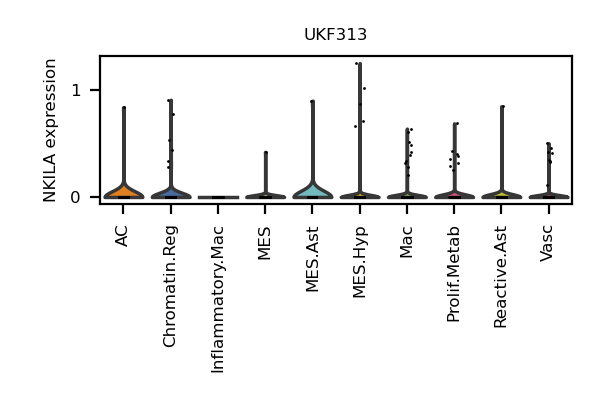 UKF313
NKILA expression
1
0
AC
Chromatin.Reg
Inflammatory.Mac
MES
MES.Ast
MES.Hyp
Mac
Prolif.Metab
Reactive.Ast
Vasc